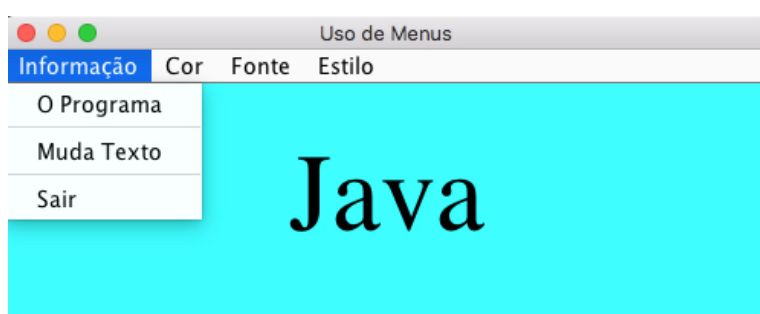 Uso de Menus
Informação Cor Fonte Estilo
O Programa
Muda Texto
Sair
Java